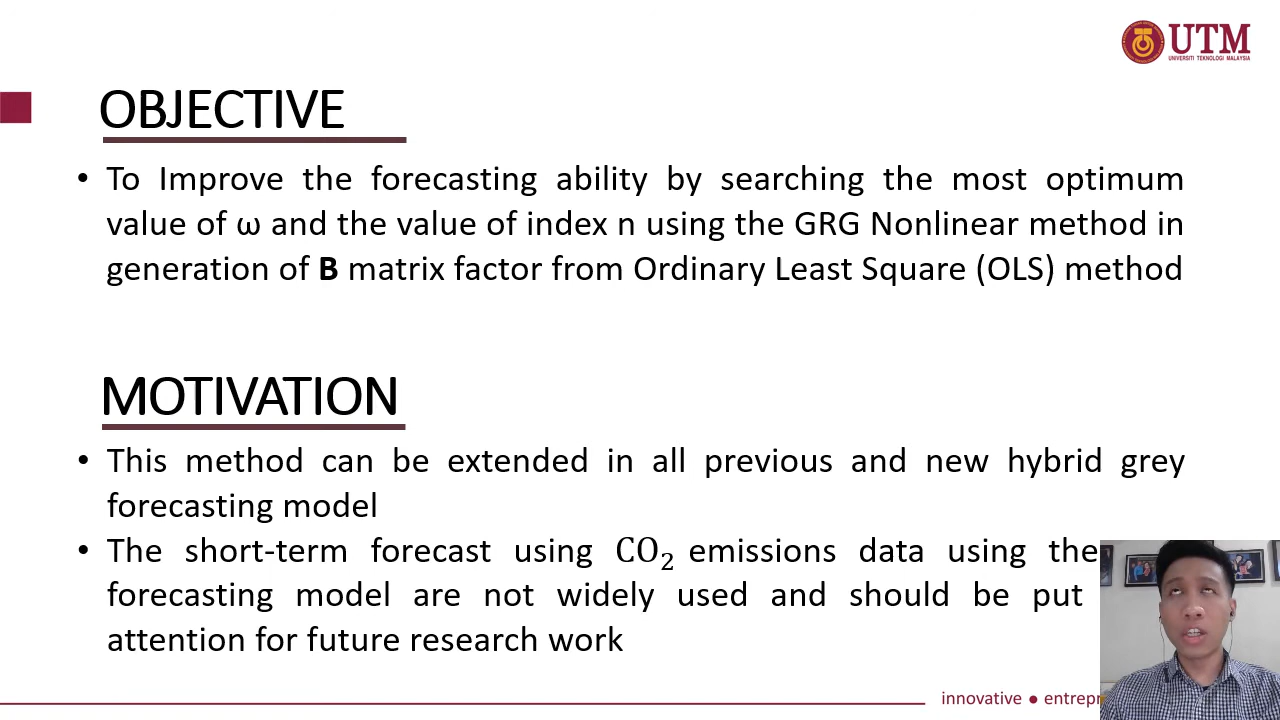 UTM
UNIVERSITI TEKNOLOGI MALAYSIA
OBJECTIVE
• To Improve the forecasting ability by searching the most optimum
value of ω and the value of index n using the GRG Nonlinear method in
generation of B matrix factor from Ordinary Least Square (OLS) method
MOTIVATION
• This method can be extended in all previous and new hybrid grey
forecasting model
• The short-term forecast using CO₂ emissions data using the
forecasting model are not widely used and should be put
attention for future research work
innovative ● entrepr